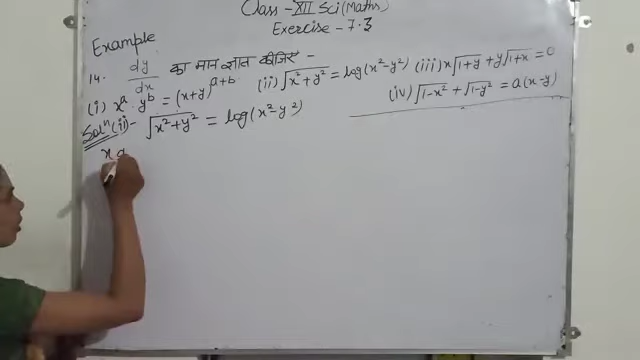 Class-XII Sci(Maths)
Exercise-7.3
Example
14. dy/dx का मान ज्ञात कीजिए -
(i) x^a . y^b = (x+y)^{a+b} (ii) √(x²+y²) = log(x²-y²) (iii) x√(1+y) + y√(1+x) = 0
(iv) √(1-x²) + √(1-y²) = a(x-y)
Sol^n (ii)- √(x²+y²) = log(x²-y²)
x